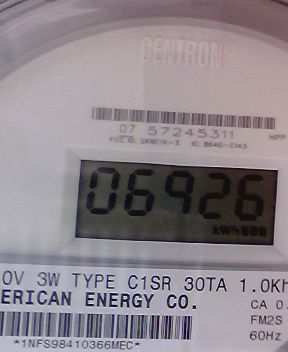 CENTRON®
07 57245311
06926
kWh
0V 3W TYPE C1SR 30TA 1.0Kh
ERICAN ENERGY CO.
CA 0.
FM2S
60Hz
*1NFS98410366MEC*